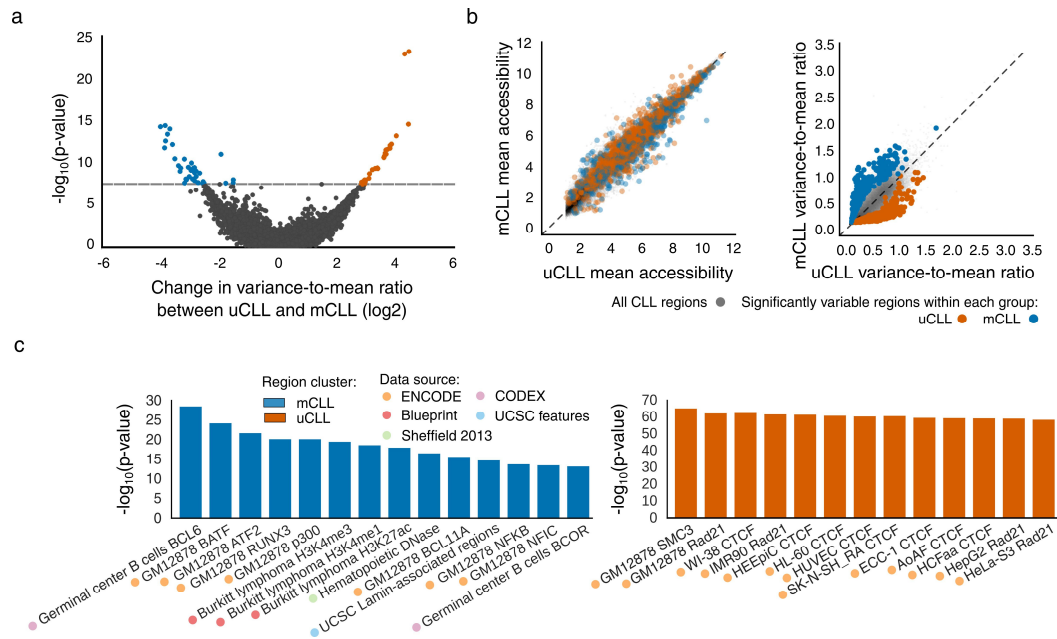 a
25
20
15
10
5
0
-log10(p-value)
-6
-4
-2
0
2
4
6
Change in variance-to-mean ratio
between uCLL and mCLL (log2)
b
12
10
8
6
4
2
0
mCLL mean accessibility
0
2
4
6
8
10
12
uCLL mean accessibility
3.5
3.0
2.5
2.0
1.5
1.0
0.5
0.0
mCLL variance-to-mean ratio
0.0
0.5
1.0
1.5
2.0
2.5
3.0
3.5
uCLL variance-to-mean ratio
All CLL regions
Significantly variable regions within each group:
uCLL
mCLL
c
Region cluster:
mCLL
uCLL
Data source:
ENCODE
Blueprint
Sheffield 2013
CODEX
UCSC features
30
25
20
15
10
5
0
-log10(p-value)
Germinal center B cells BCL6
GM12878 BATF
GM12878 ATF2
GM12878 RUNX3
GM12878 p300
Burkitt lymphoma H3K4me3
Burkitt lymphoma H3K4me1
Burkitt lymphoma H3K27ac
Hematopoietic DNase
GM12878 BCL11A
UCSC Lamin-associated regions
GM12878 NFKB
GM12878 NFIC
Germinal center B cells BCOR
70
60
50
40
30
20
10
0
-log10(p-value)
GM12878 SMC3
GM12878 Rad21
WI-38 CTCF
IMR90 Rad21
HEEpiC CTCF
HL-60 CTCF
HUVEC CTCF
SK-N-SH_RA CTCF
ECC-1 CTCF
AoAF CTCF
HCFaa CTCF
HepG2 Rad21
HeLa-S3 Rad21